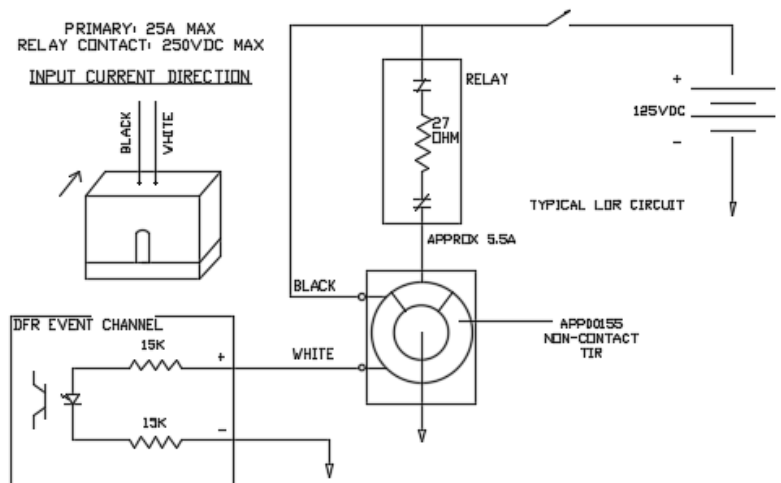 PRIMARY: 25A MAX
RELAY CONTACT: 250VDC MAX
INPUT CURRENT DIRECTION
BLACK
WHITE
RELAY
27
OHM
+
125VDC
-
TYPICAL LOR CIRCUIT
APPROX 5.5A
BLACK
APPD0155
NON-CONTACT
TIR
DFR EVENT CHANNEL
15K
+
WHITE
15K
-